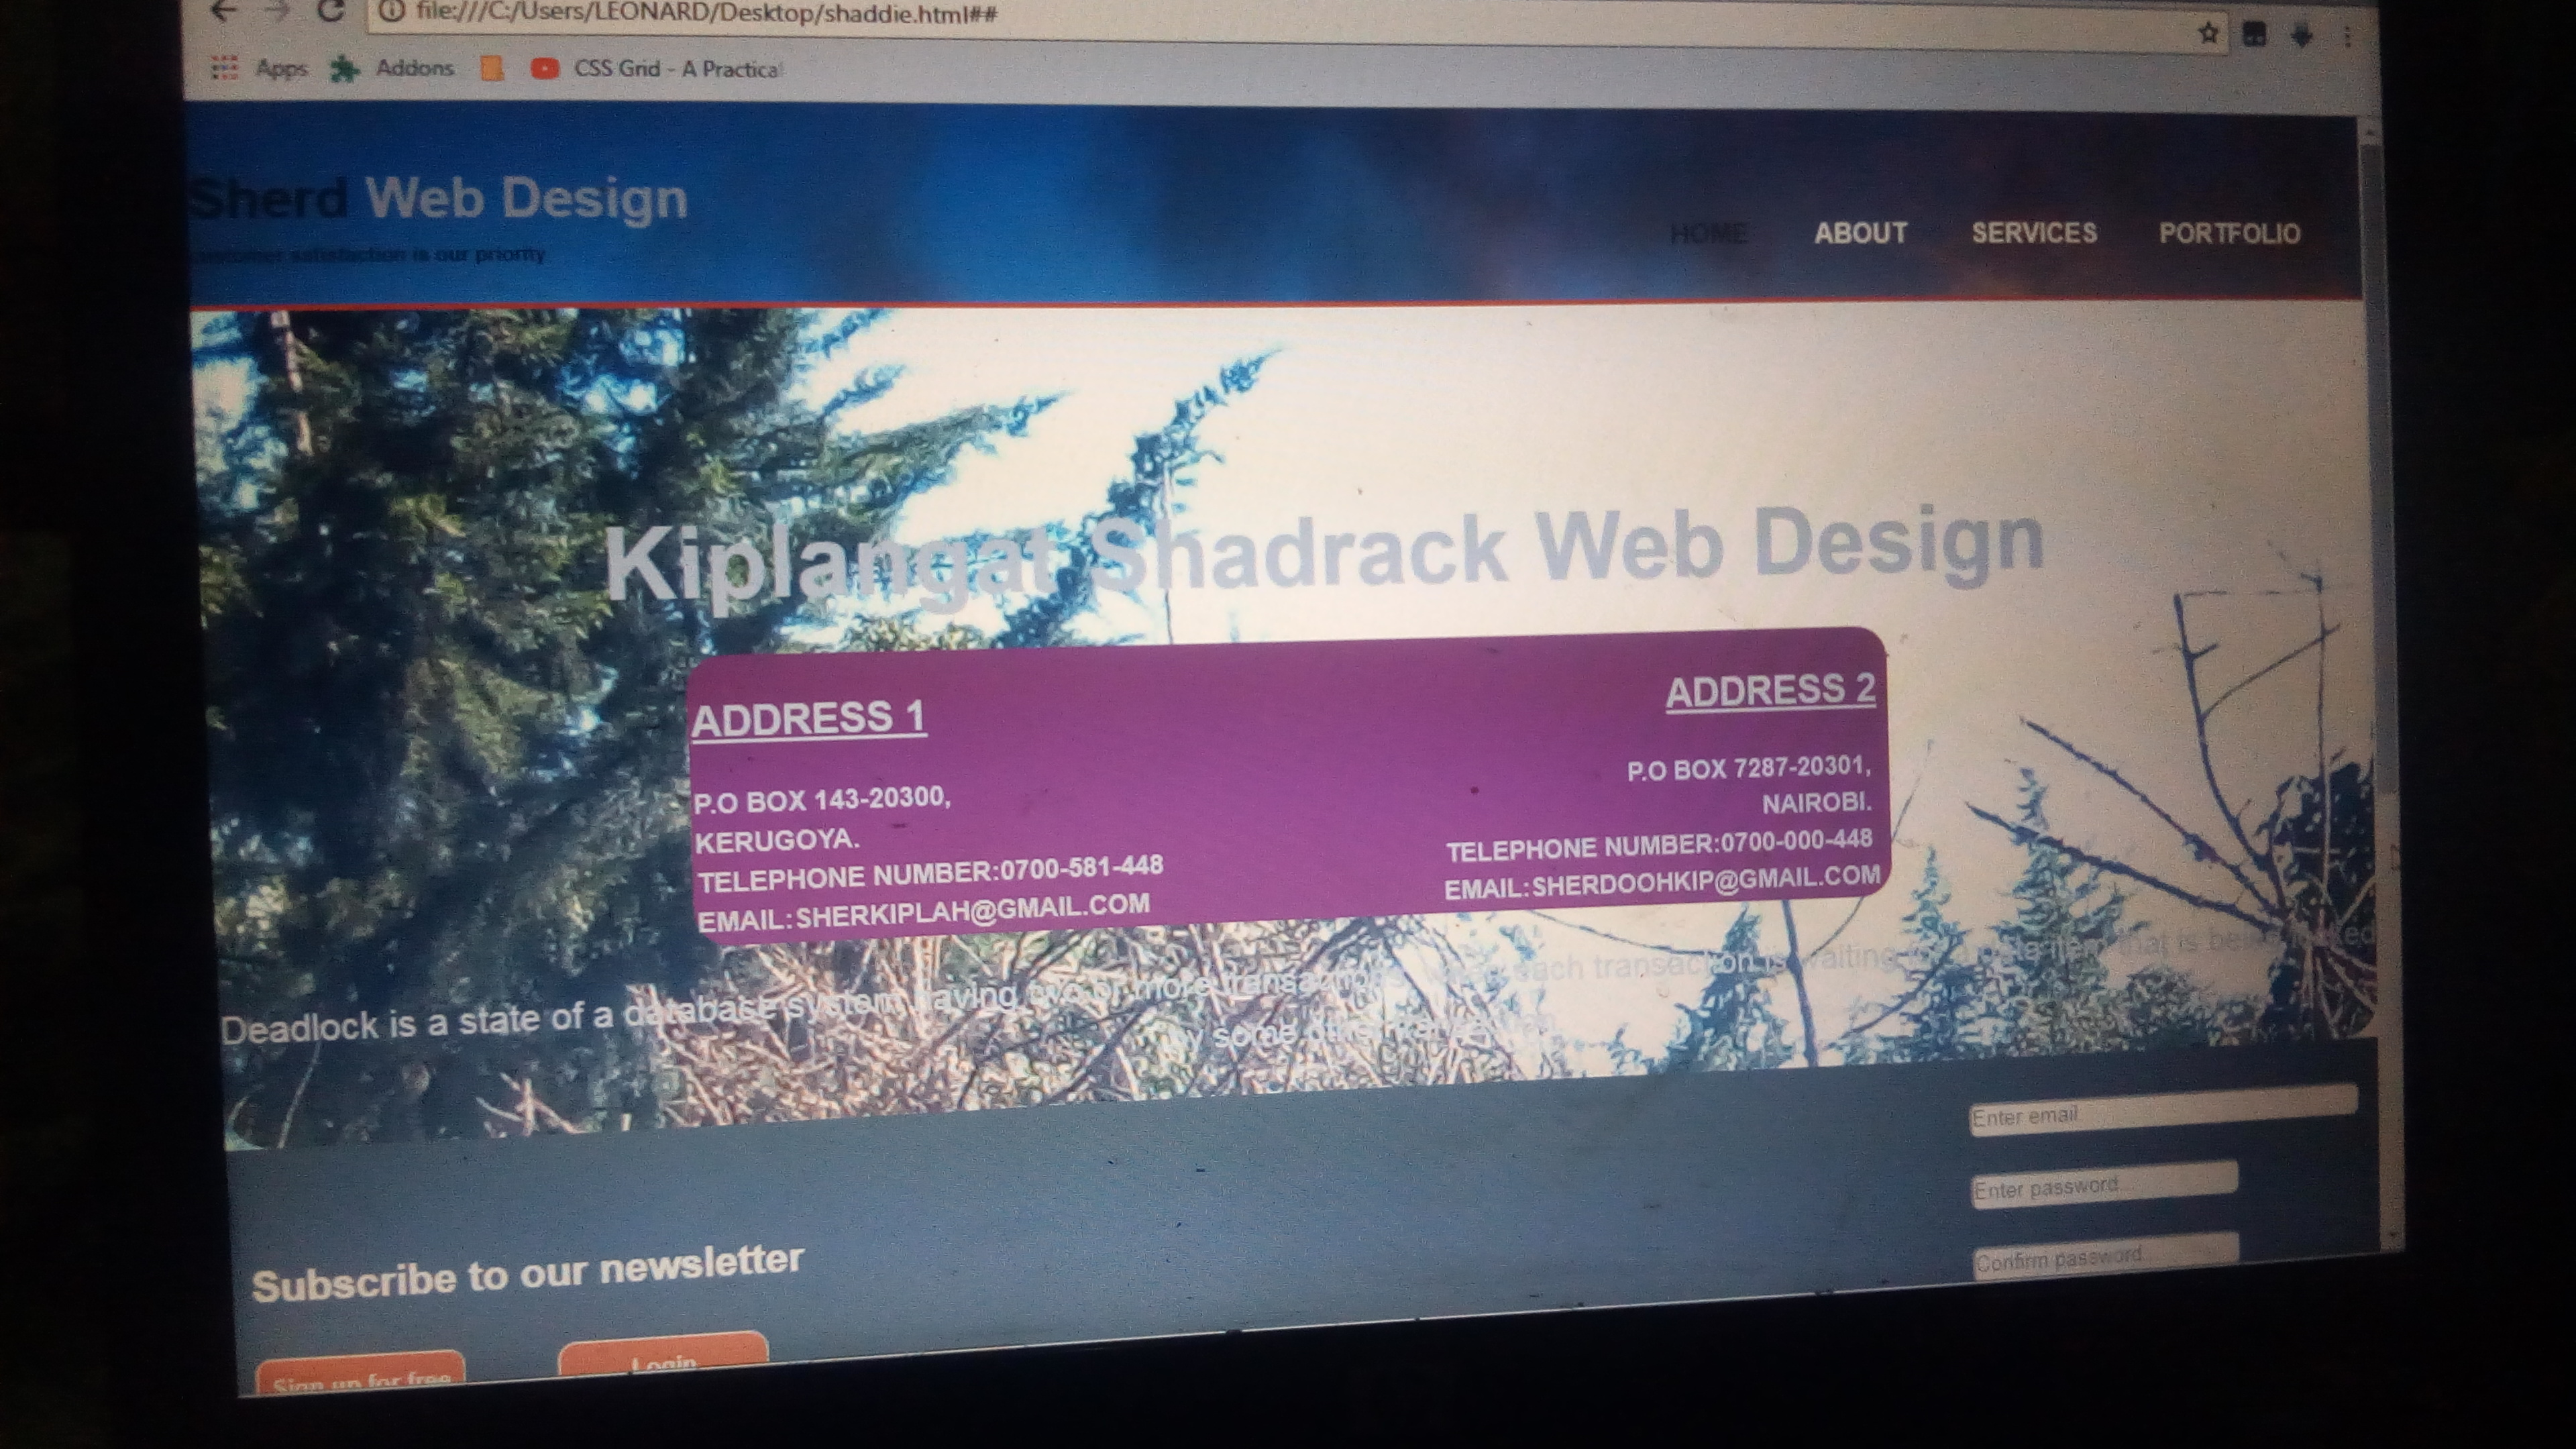 file:///C:/Users/LEONARD/Desktop/shaddie.html##
Apps Addons CSS Grid - A Practical
Sherd Web Design
customer satisfaction is our priority
HOME ABOUT SERVICES PORTFOLIO
Kiplangat Shadrack Web Design
ADDRESS 1
P.O BOX 143-20300,
KERUGOYA.
TELEPHONE NUMBER:0700-581-448
EMAIL:SHERKIPLAH@GMAIL.COM
ADDRESS 2
P.O BOX 7287-20301,
NAIROBI.
TELEPHONE NUMBER:0700-000-448
EMAIL:SHERDOOHKIP@GMAIL.COM
Deadlock is a state of a database system having two or more transactions, when each transaction is waiting for a data item that is being locked
by some other transaction
Enter email
Enter password...
Confirm password...
Subscribe to our newsletter
Sign up for free Login